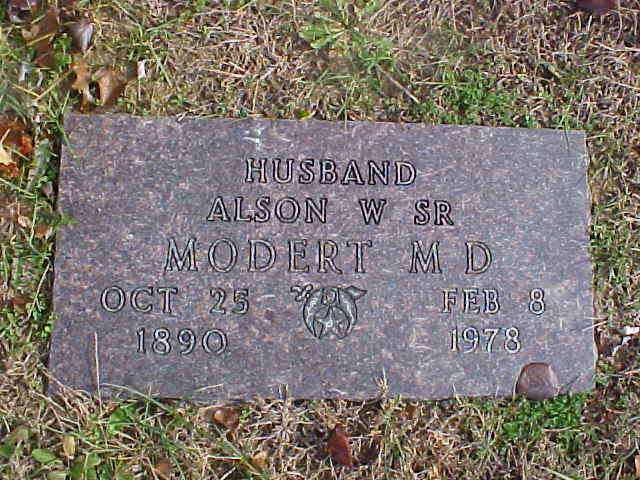 HUSBAND
ALSON W SR
MODERT M D
OCT 25 FEB 8
1890 1978